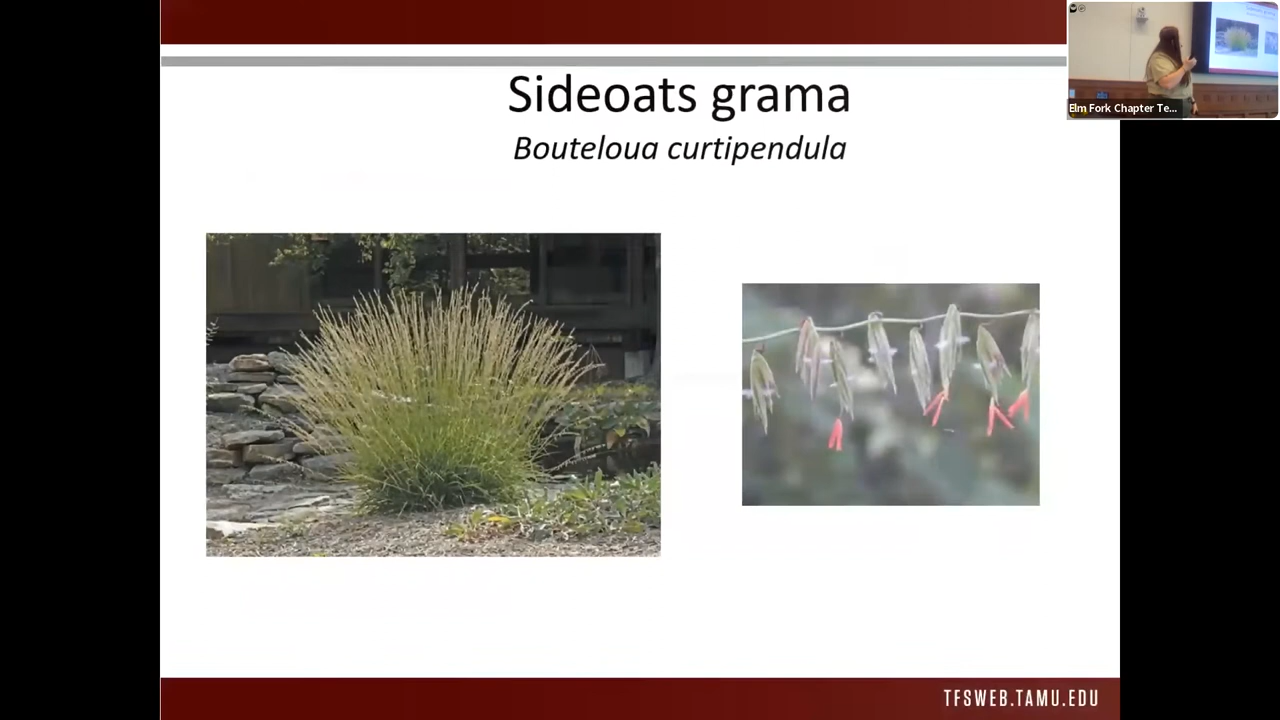 Sideoats grama
Bouteloua curtipendula
Elm Fork Chapter Te...
TFSWEB.TAMU.EDU